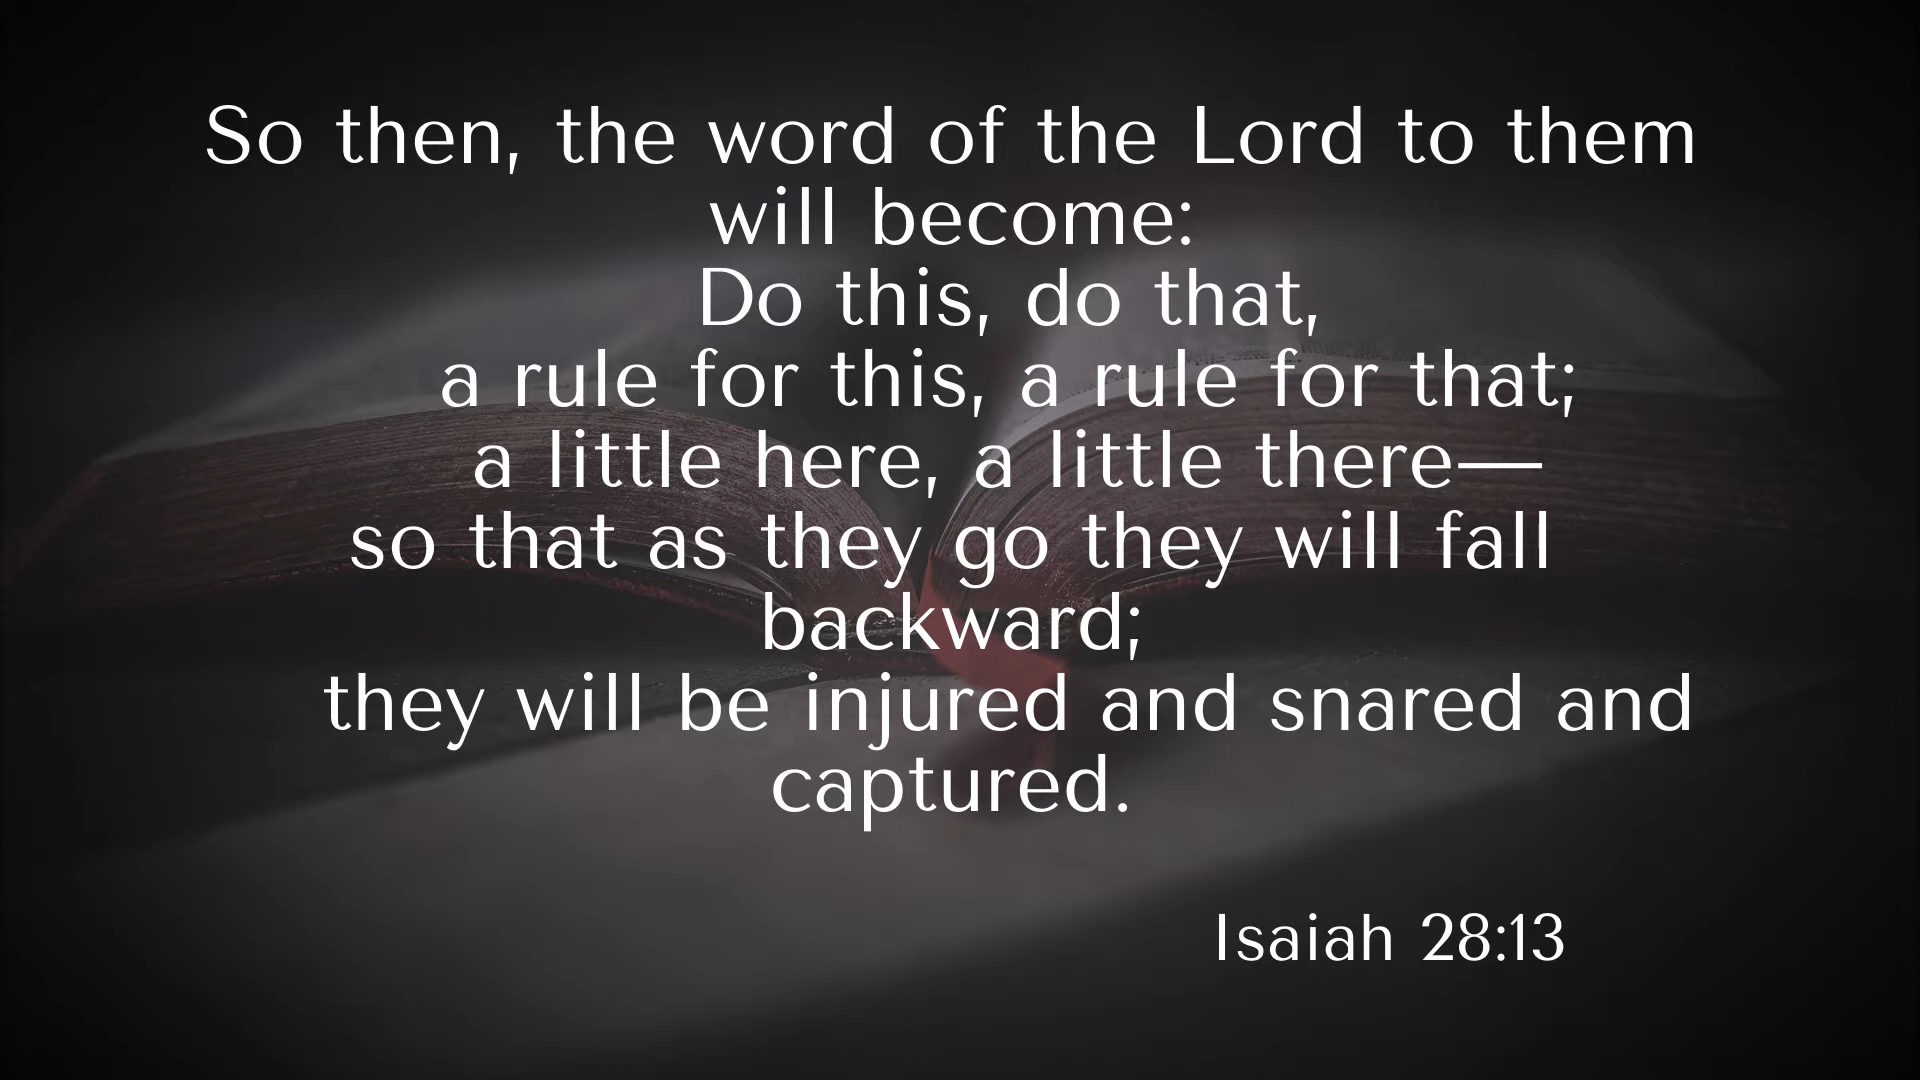 So then, the word of the Lord to them
will become:
Do this, do that,
a rule for this, a rule for that;
a little here, a little there—
so that as they go they will fall
backward;
they will be injured and snared and
captured.
Isaiah 28:13